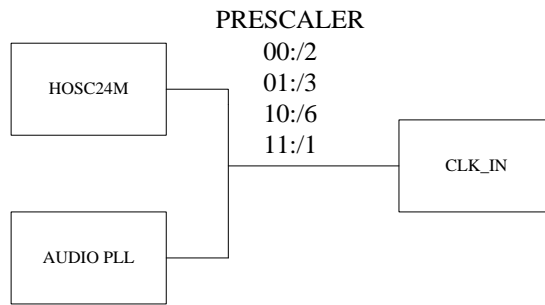 PRESCALER
00:/2
01:/3
10:/6
11:/1
HOSC24M
CLK_IN
AUDIO PLL